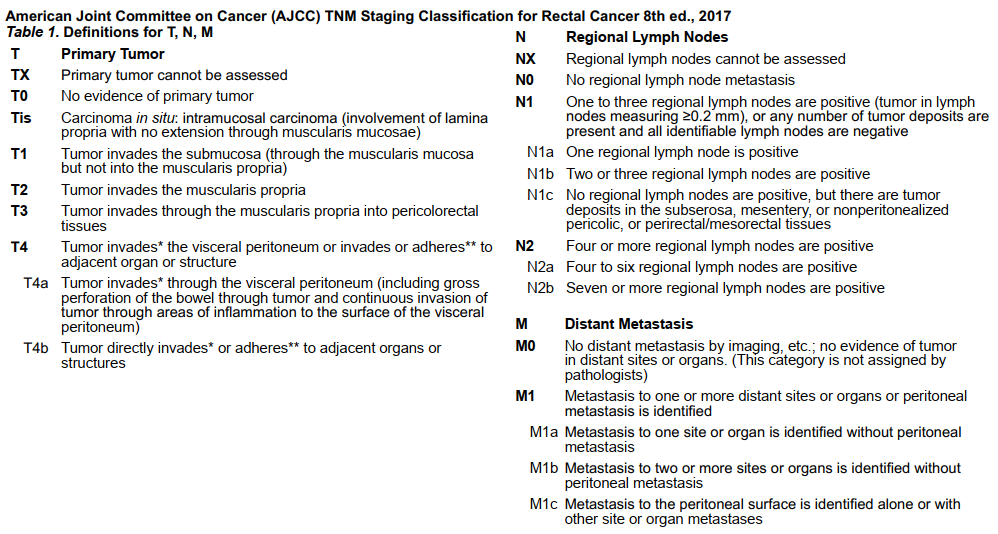 American Joint Committee on Cancer (AJCC) TNM Staging Classification for Rectal Cancer 8th ed., 2017
Table 1. Definitions for T, N, M
T Primary Tumor
TX Primary tumor cannot be assessed
T0 No evidence of primary tumor
Tis Carcinoma in situ: intramucosal carcinoma (involvement of lamina
propria with no extension through muscularis mucosae)
T1 Tumor invades the submucosa (through the muscularis mucosa
but not into the muscularis propria)
T2 Tumor invades the muscularis propria
T3 Tumor invades through the muscularis propria into pericolorectal
tissues
T4 Tumor invades* the visceral peritoneum or invades or adheres** to
adjacent organ or structure
T4a Tumor invades* through the visceral peritoneum (including gross
perforation of the bowel through tumor and continuous invasion of
tumor through areas of inflammation to the surface of the visceral
peritoneum)
T4b Tumor directly invades* or adheres** to adjacent organs or
structures
N Regional Lymph Nodes
NX Regional lymph nodes cannot be assessed
N0 No regional lymph node metastasis
N1 One to three regional lymph nodes are positive (tumor in lymph
nodes measuring ≥0.2 mm), or any number of tumor deposits are
present and all identifiable lymph nodes are negative
N1a One regional lymph node is positive
N1b Two or three regional lymph nodes are positive
N1c No regional lymph nodes are positive, but there are tumor
deposits in the subserosa, mesentery, or nonperitonealized
pericolic, or perirectal/mesorectal tissues
N2 Four or more regional lymph nodes are positive
N2a Four to six regional lymph nodes are positive
N2b Seven or more regional lymph nodes are positive
M Distant Metastasis
M0 No distant metastasis by imaging, etc.; no evidence of tumor
in distant sites or organs. (This category is not assigned by
pathologists)
M1 Metastasis to one or more distant sites or organs or peritoneal
metastasis is identified
M1a Metastasis to one site or organ is identified without peritoneal
metastasis
M1b Metastasis to two or more sites or organs is identified without
peritoneal metastasis
M1c Metastasis to the peritoneal surface is identified alone or with
other site or organ metastases